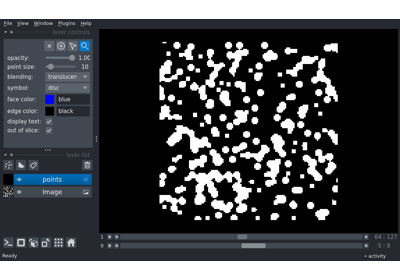 File View Window Plugins Help
layer controls
opacity: 1.00
point size: 10
blending: translucen
symbol: disc
face color: blue
edge color: black
display text:
out of slice:
layer list
points
Image
1 64 127
0 5 9
Ready activity